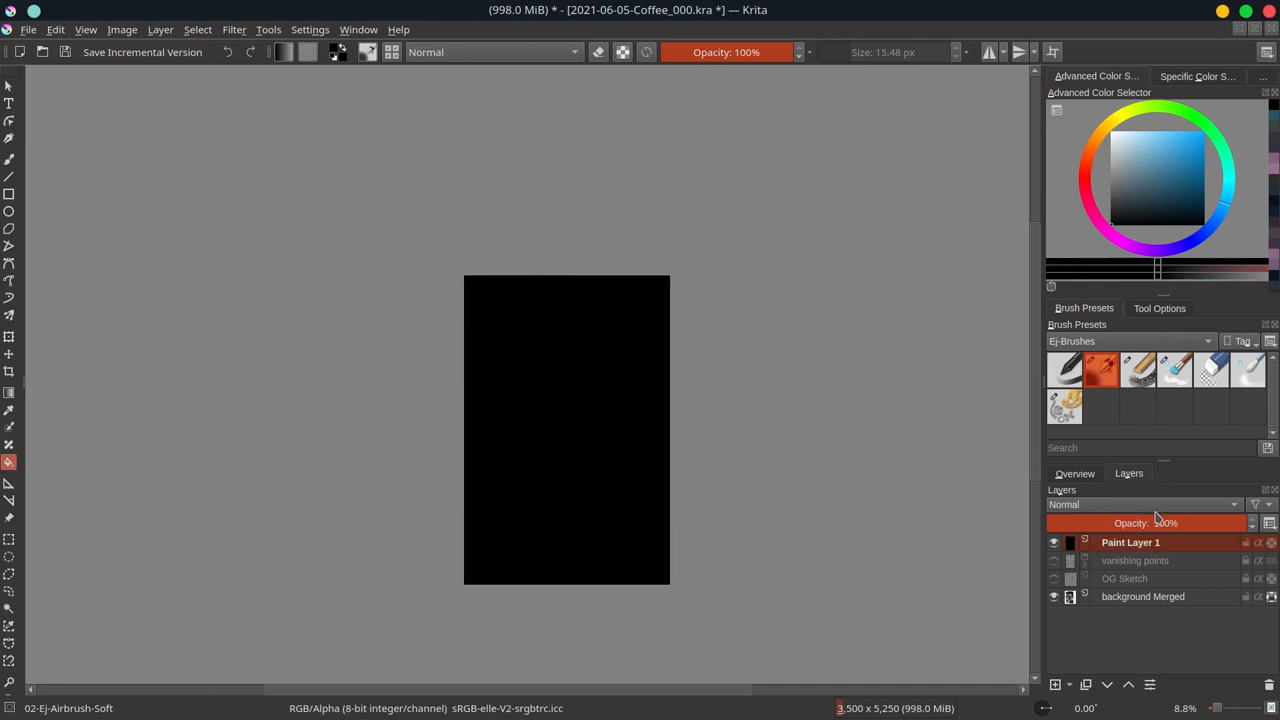 (998.0 MiB) * - [2021-06-05-Coffee_000.kra *] — Krita
File Edit View Image Layer Select Filter Tools Settings Window Help
Save Incremental Version Normal Opacity: 100% Size: 15.48 px
Advanced Color S... Specific Color S... ...
Advanced Color Selector
Brush Presets Tool Options
Brush Presets
Ej-Brushes Tag
Search
Overview Layers
Layers
Normal
Opacity: 100%
Paint Layer 1
vanishing points
OG Sketch
background Merged
02-Ej-Airbrush-Soft RGB/Alpha (8-bit integer/channel) sRGB-elle-V2-srgbtrc.icc 3,500 x 5,250 (998.0 MiB) 0.00° 8.8%